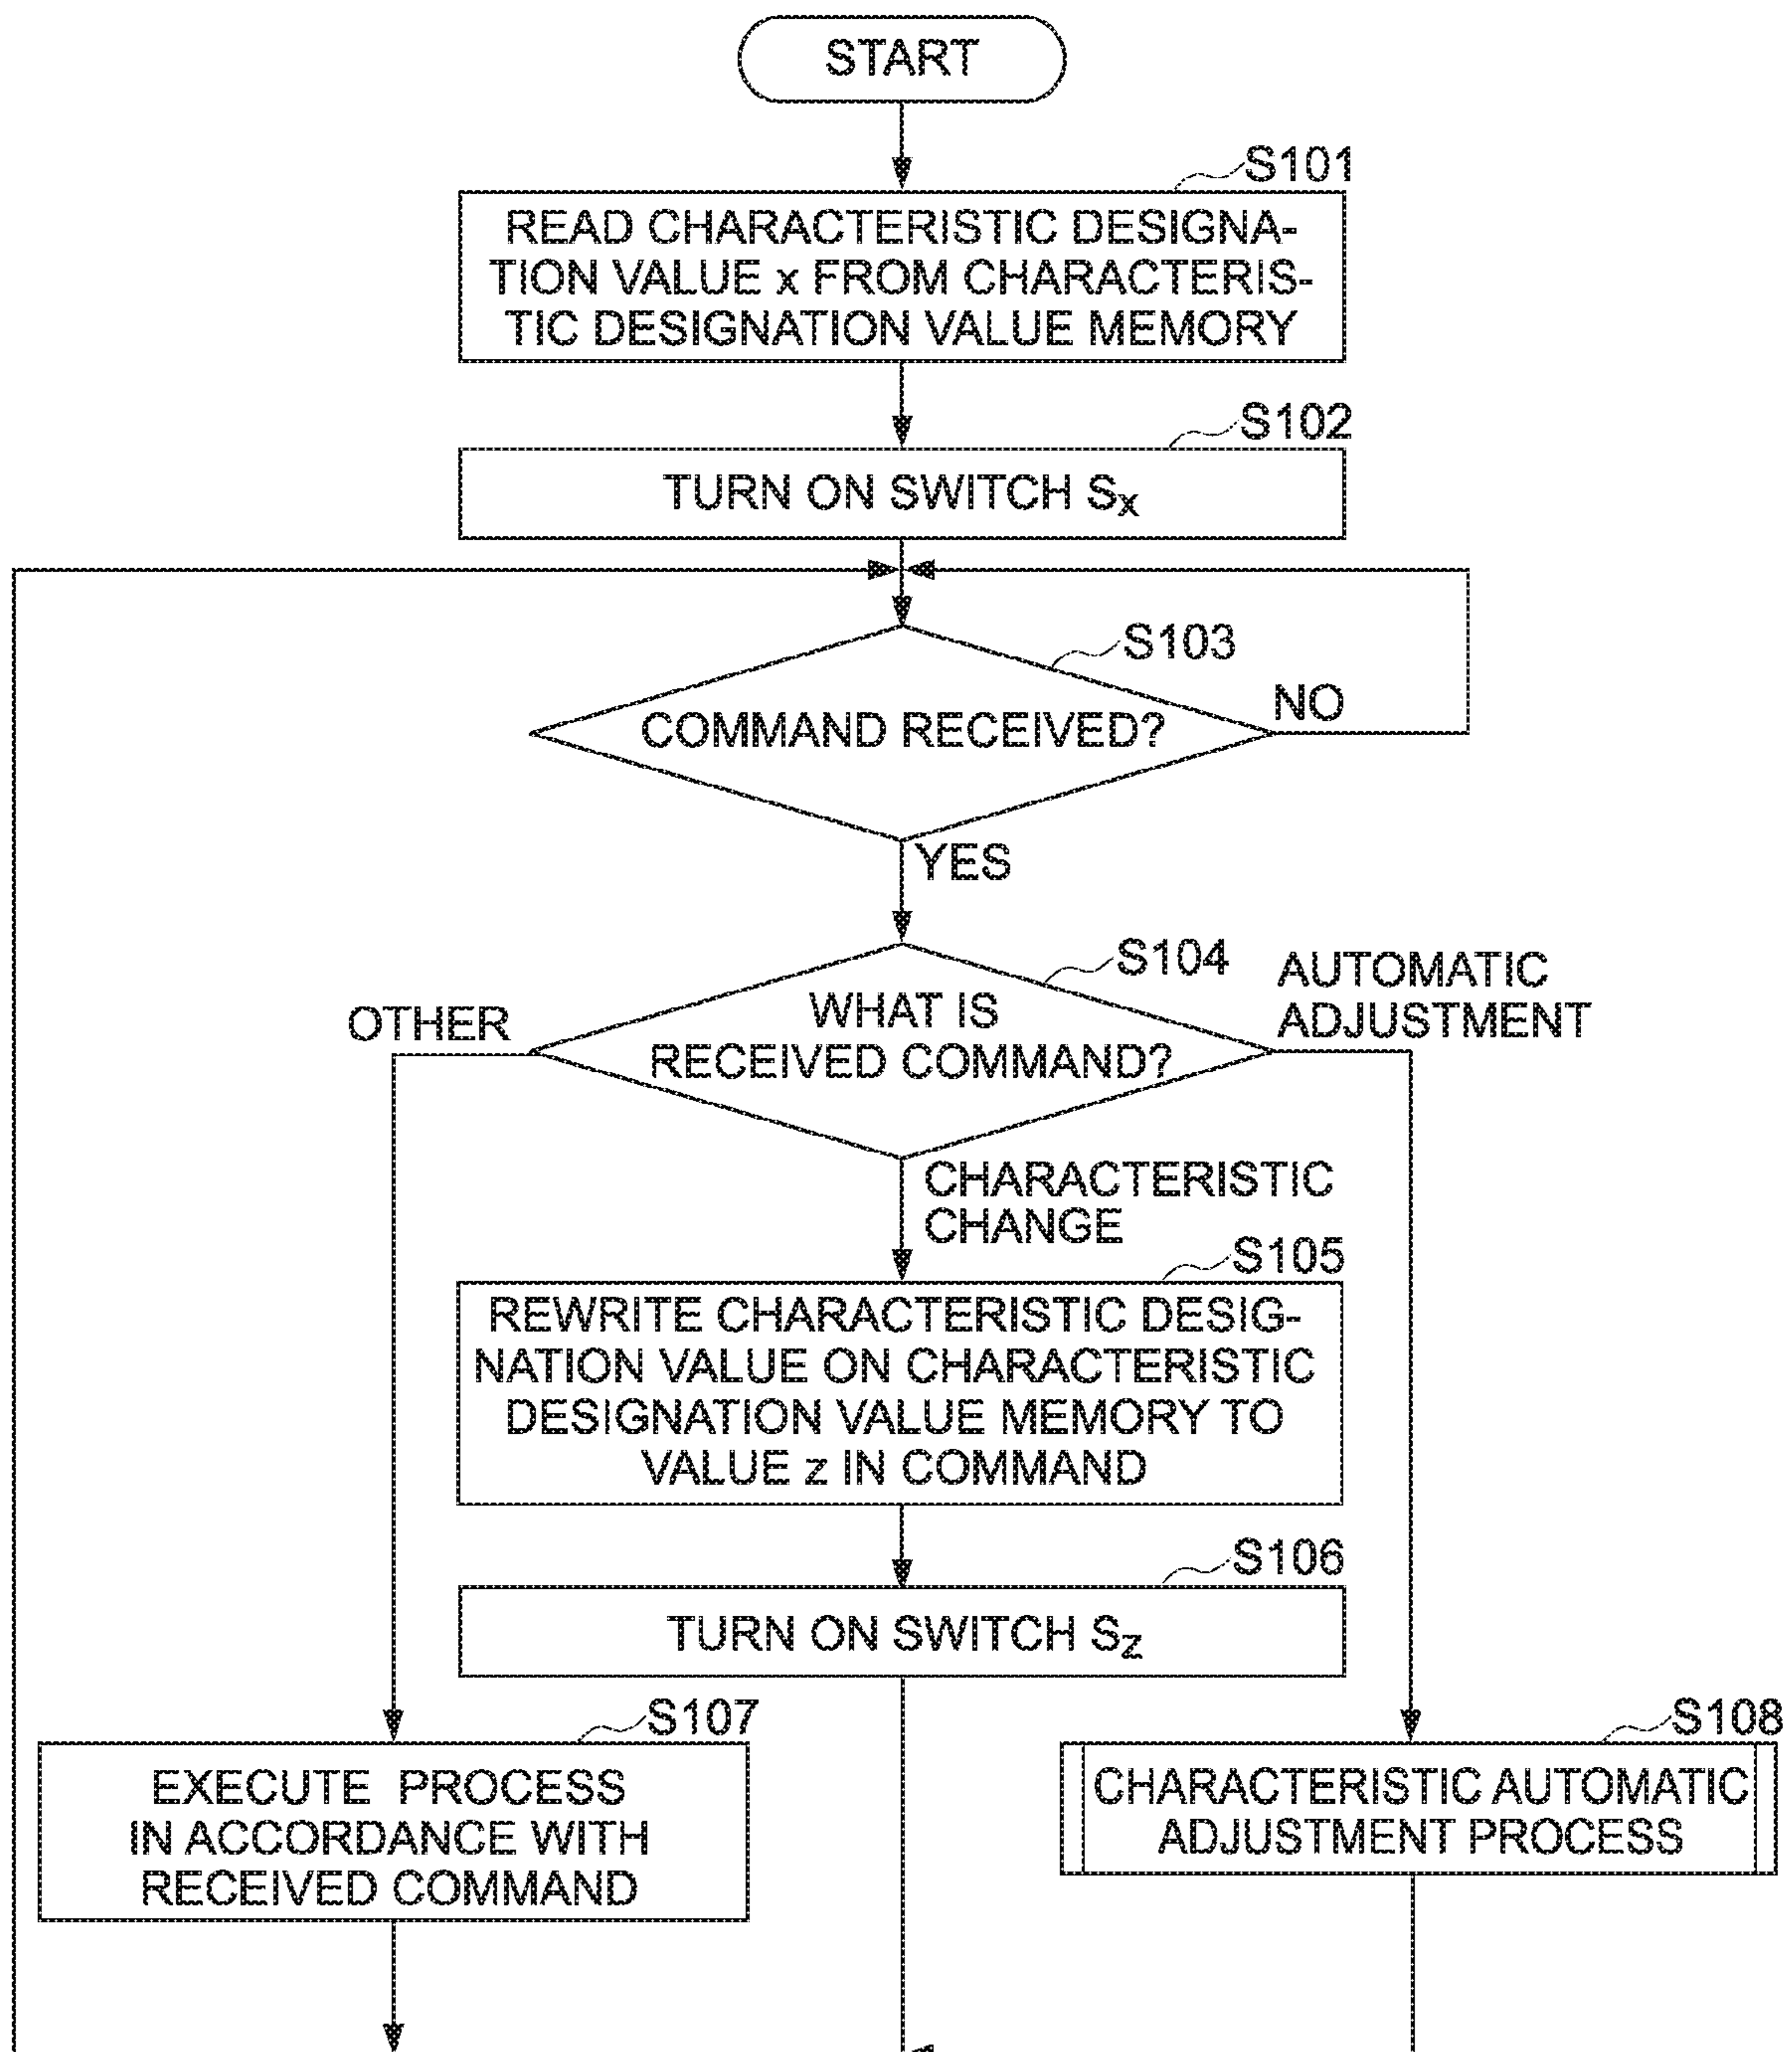 START
S101
READ CHARACTERISTIC DESIGNA-
TION VALUE x FROM CHARACTERIS-
TIC DESIGNATION VALUE MEMORY
S102
TURN ON SWITCH Sx
S103
COMMAND RECEIVED?
NO
YES
S104
WHAT IS
RECEIVED COMMAND?
OTHER
AUTOMATIC
ADJUSTMENT
CHARACTERISTIC
CHANGE
S105
REWRITE CHARACTERISTIC DESIG-
NATION VALUE ON CHARACTERISTIC
DESIGNATION VALUE MEMORY TO
VALUE z IN COMMAND
S106
TURN ON SWITCH Sz
S107
EXECUTE PROCESS
IN ACCORDANCE WITH
RECEIVED COMMAND
S108
CHARACTERISTIC AUTOMATIC
ADJUSTMENT PROCESS